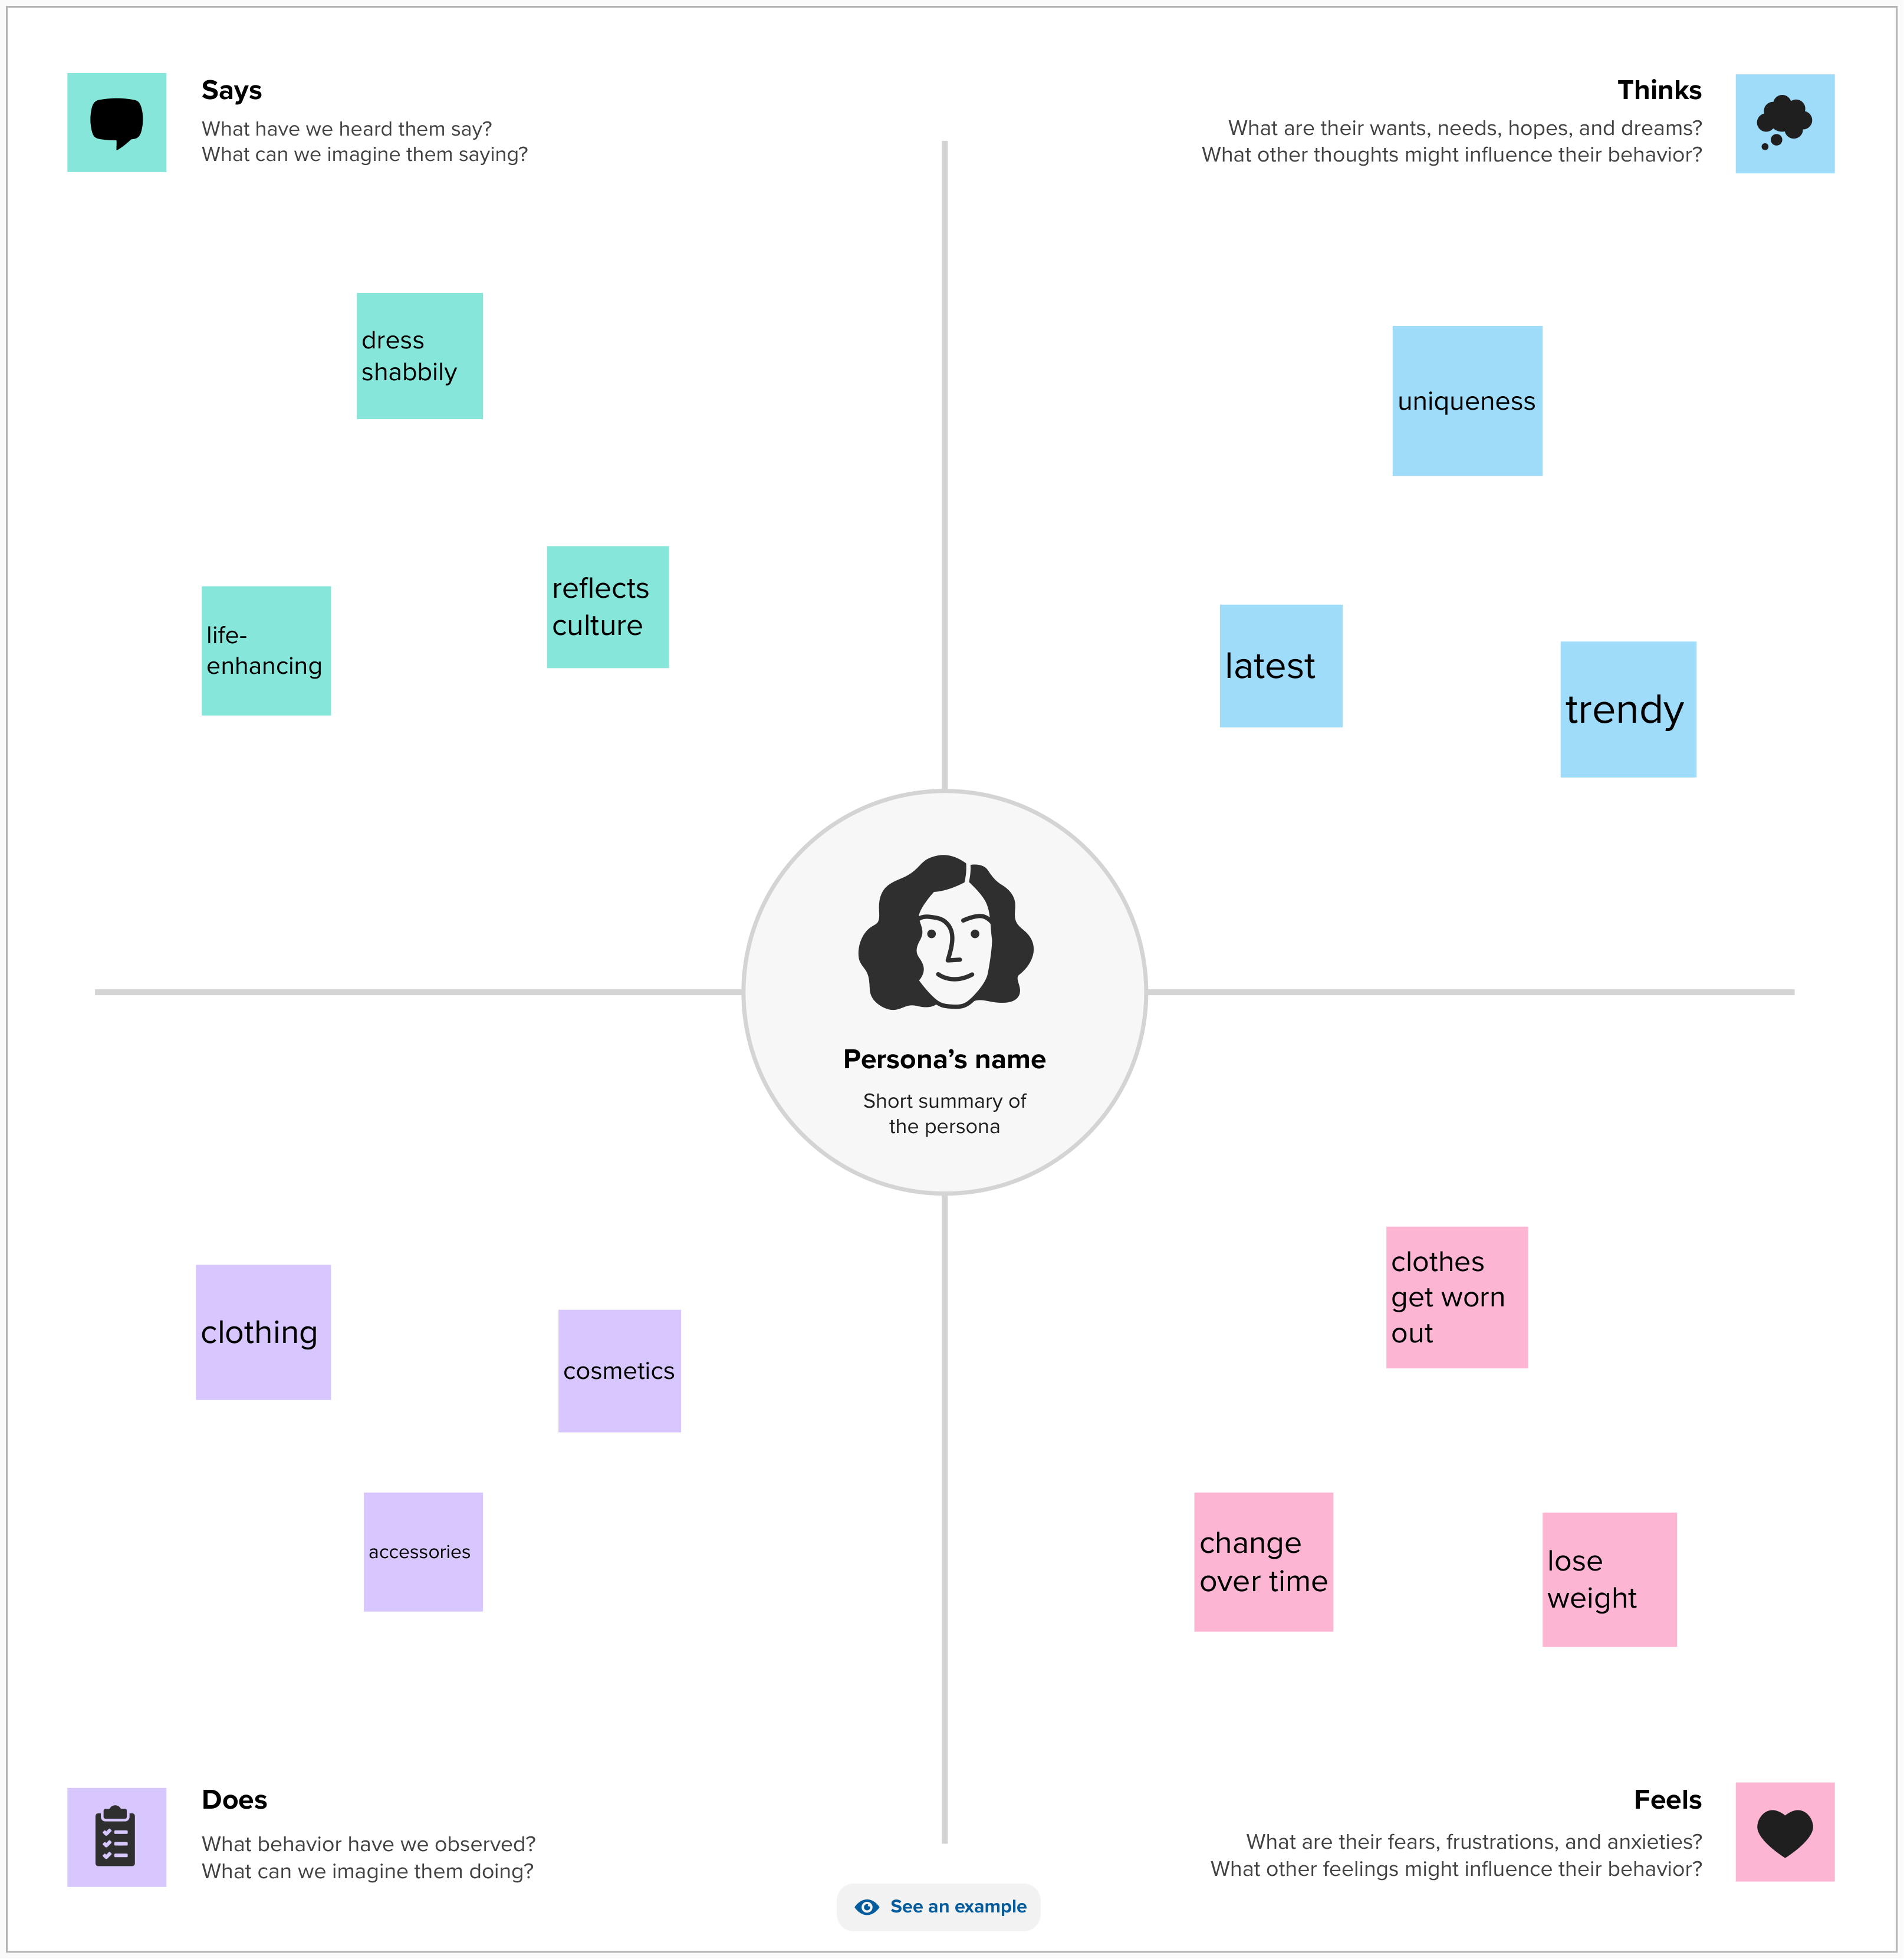 Says
What have we heard them say?
What can we imagine them saying?
Thinks
What are their wants, needs, hopes, and dreams?
What other thoughts might influence their behavior?
dress
shabbily
life-
enhancing
reflects
culture
uniqueness
latest
trendy
Persona’s name
Short summary of
the persona
clothing
cosmetics
accessories
clothes
get worn
out
change
over time
lose
weight
Does
What behavior have we observed?
What can we imagine them doing?
Feels
What are their fears, frustrations, and anxieties?
What other feelings might influence their behavior?
See an example